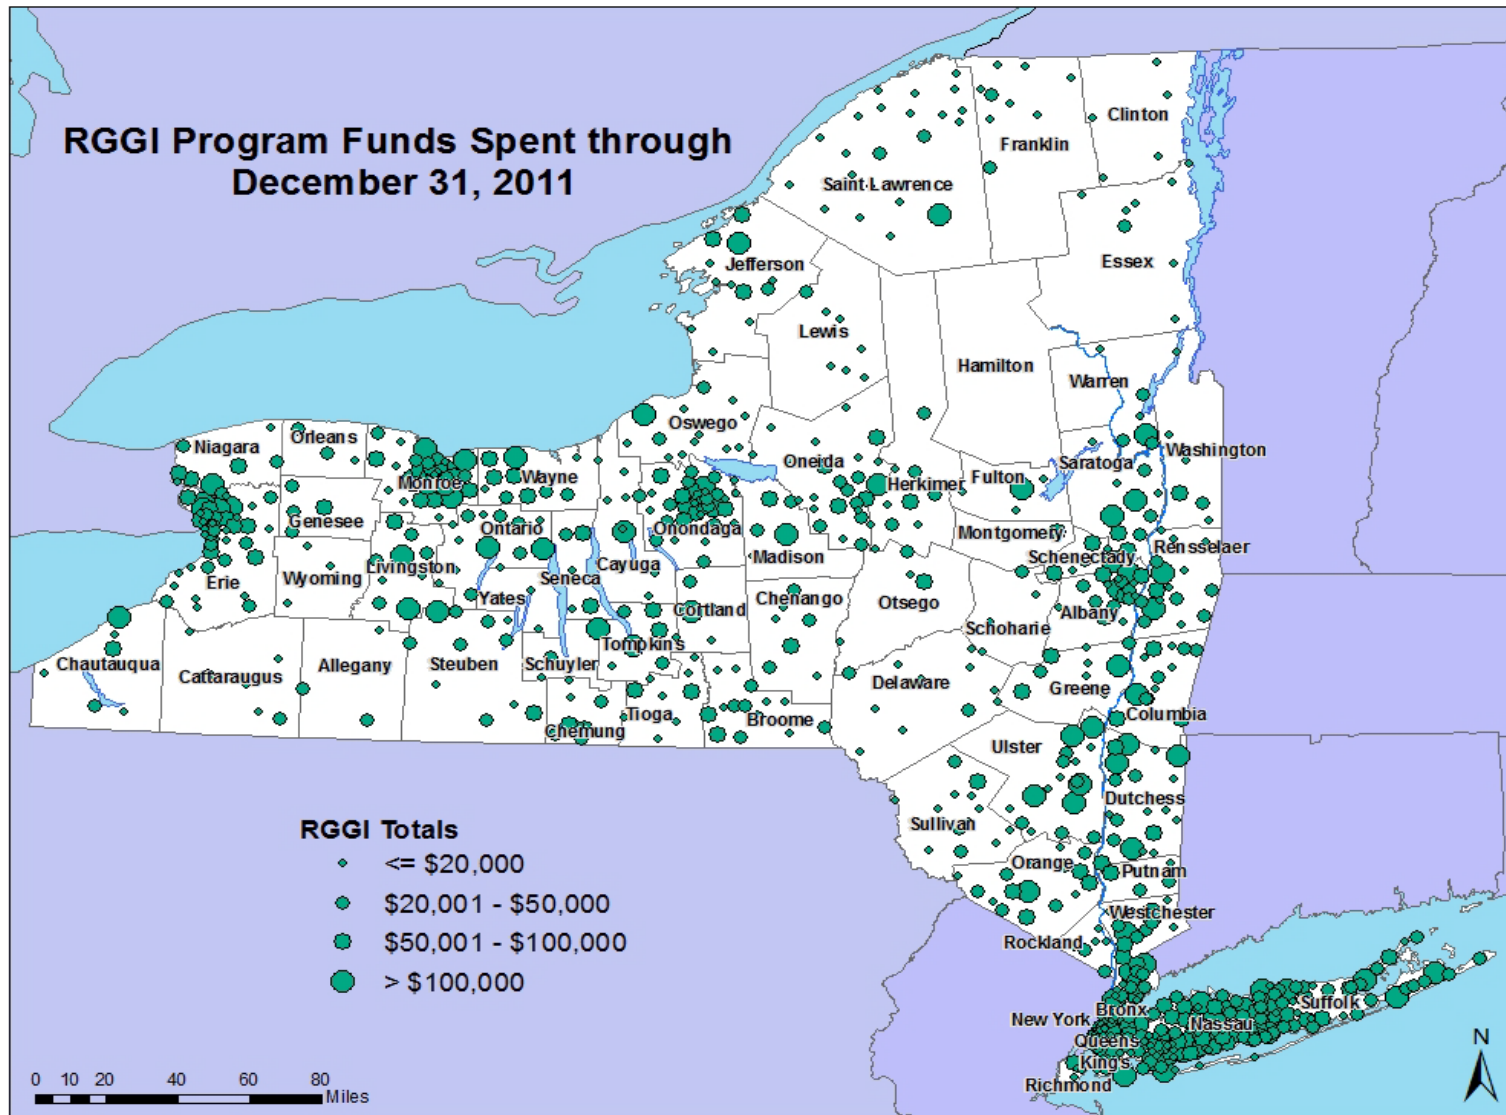 RGGI Program Funds Spent through
December 31, 2011
Clinton
Franklin
Saint Lawrence
Essex
Jefferson
Lewis
Hamilton
Warren
Oswego
Niagara
Orleans
Washington
Oneida
Saratoga
Wayne
Monroe
Fulton
Herkimer
Genesee
Ontario
Onondaga
Montgomery
Madison
Schenectady
Rensselaer
Livingston
Cayuga
Seneca
Wyoming
Erie
Yates
Chenango
Otsego
Cortland
Albany
Schoharie
Tompkins
Chautauqua
Allegany
Steuben
Schuyler
Cattaraugus
Delaware
Greene
Tioga
Broome
Columbia
Chemung
Ulster
Dutchess
Sullivan
Orange
Putnam
Westchester
Rockland
Suffolk
Bronx
New York
Nassau
Queens
King's
Richmond
RGGI Totals
<= $20,000
$20,001 - $50,000
$50,001 - $100,000
> $100,000
0 10 20 40 60 80
Miles
N